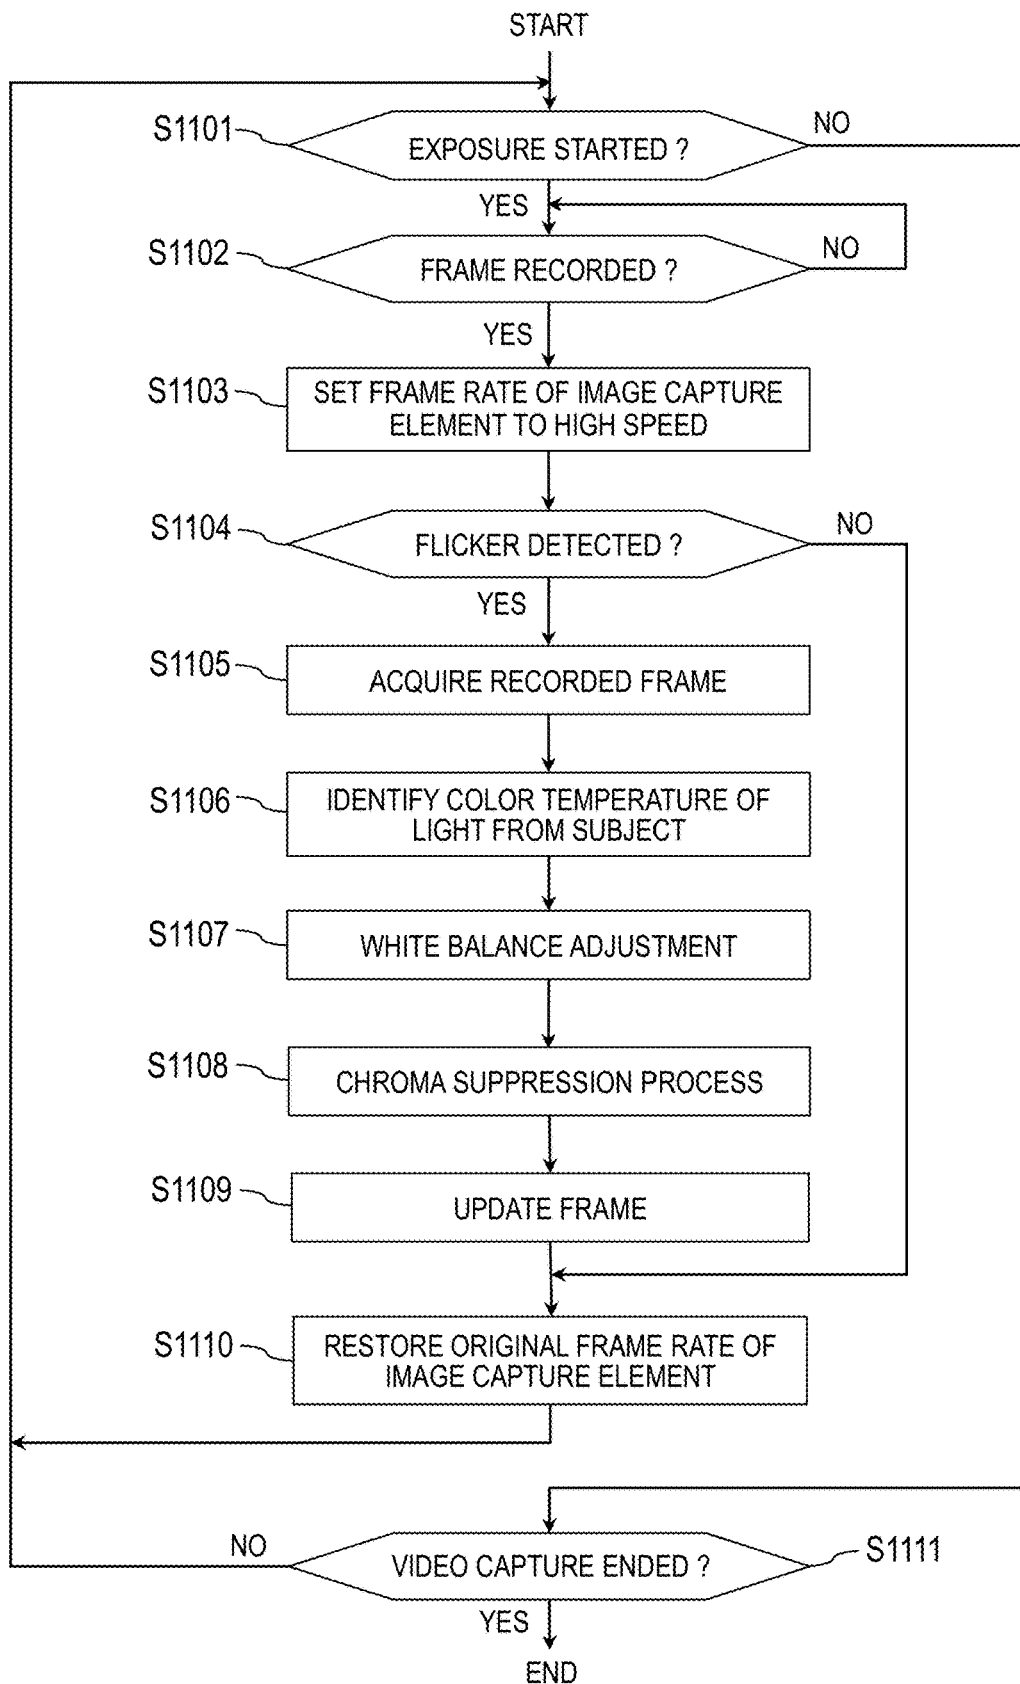 START
S1101
EXPOSURE STARTED ?
NO
YES
S1102
FRAME RECORDED ?
NO
YES
S1103
SET FRAME RATE OF IMAGE CAPTURE
ELEMENT TO HIGH SPEED
S1104
FLICKER DETECTED ?
NO
YES
S1105
ACQUIRE RECORDED FRAME
S1106
IDENTIFY COLOR TEMPERATURE OF
LIGHT FROM SUBJECT
S1107
WHITE BALANCE ADJUSTMENT
S1108
CHROMA SUPPRESSION PROCESS
S1109
UPDATE FRAME
S1110
RESTORE ORIGINAL FRAME RATE OF
IMAGE CAPTURE ELEMENT
NO
VIDEO CAPTURE ENDED ?
S1111
YES
END